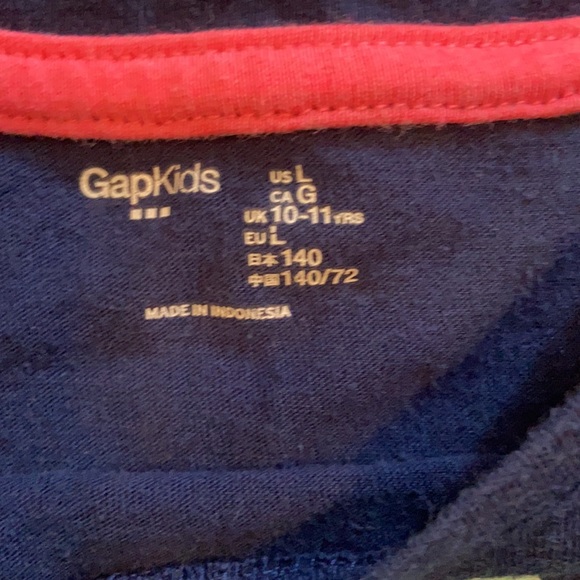 GapKids
US L
CA G
UK 10-11 YRS
EU L
日本 140
中国 140/72
MADE IN INDONESIA